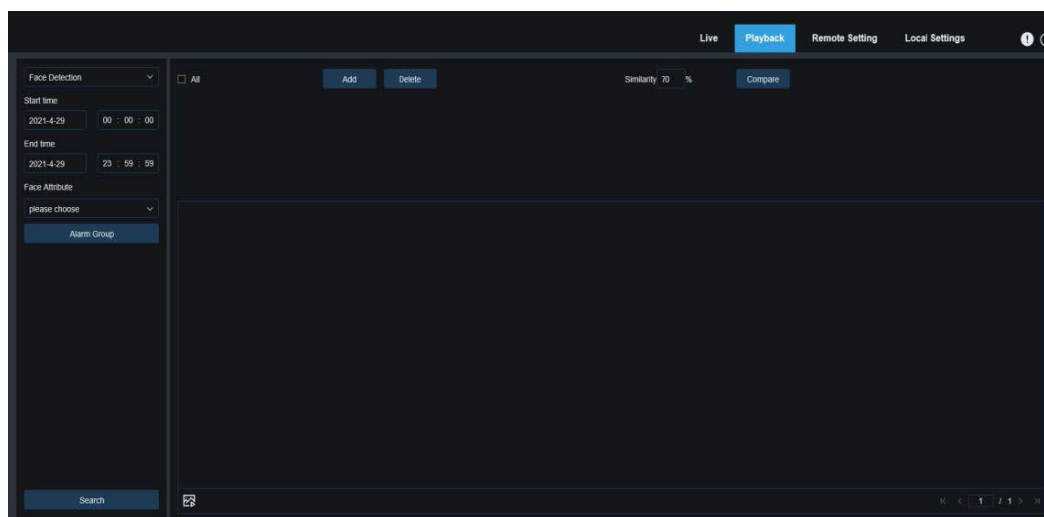 Live Playback Remote Setting Local Settings
Face Detection
All Add Delete Similarity 70 % Compare
Start time
2021-4-29 00 : 00 : 00
End time
2021-4-29 23 : 59 : 59
Face Attribute
please choose
Alarm Group
Search
1 / 1